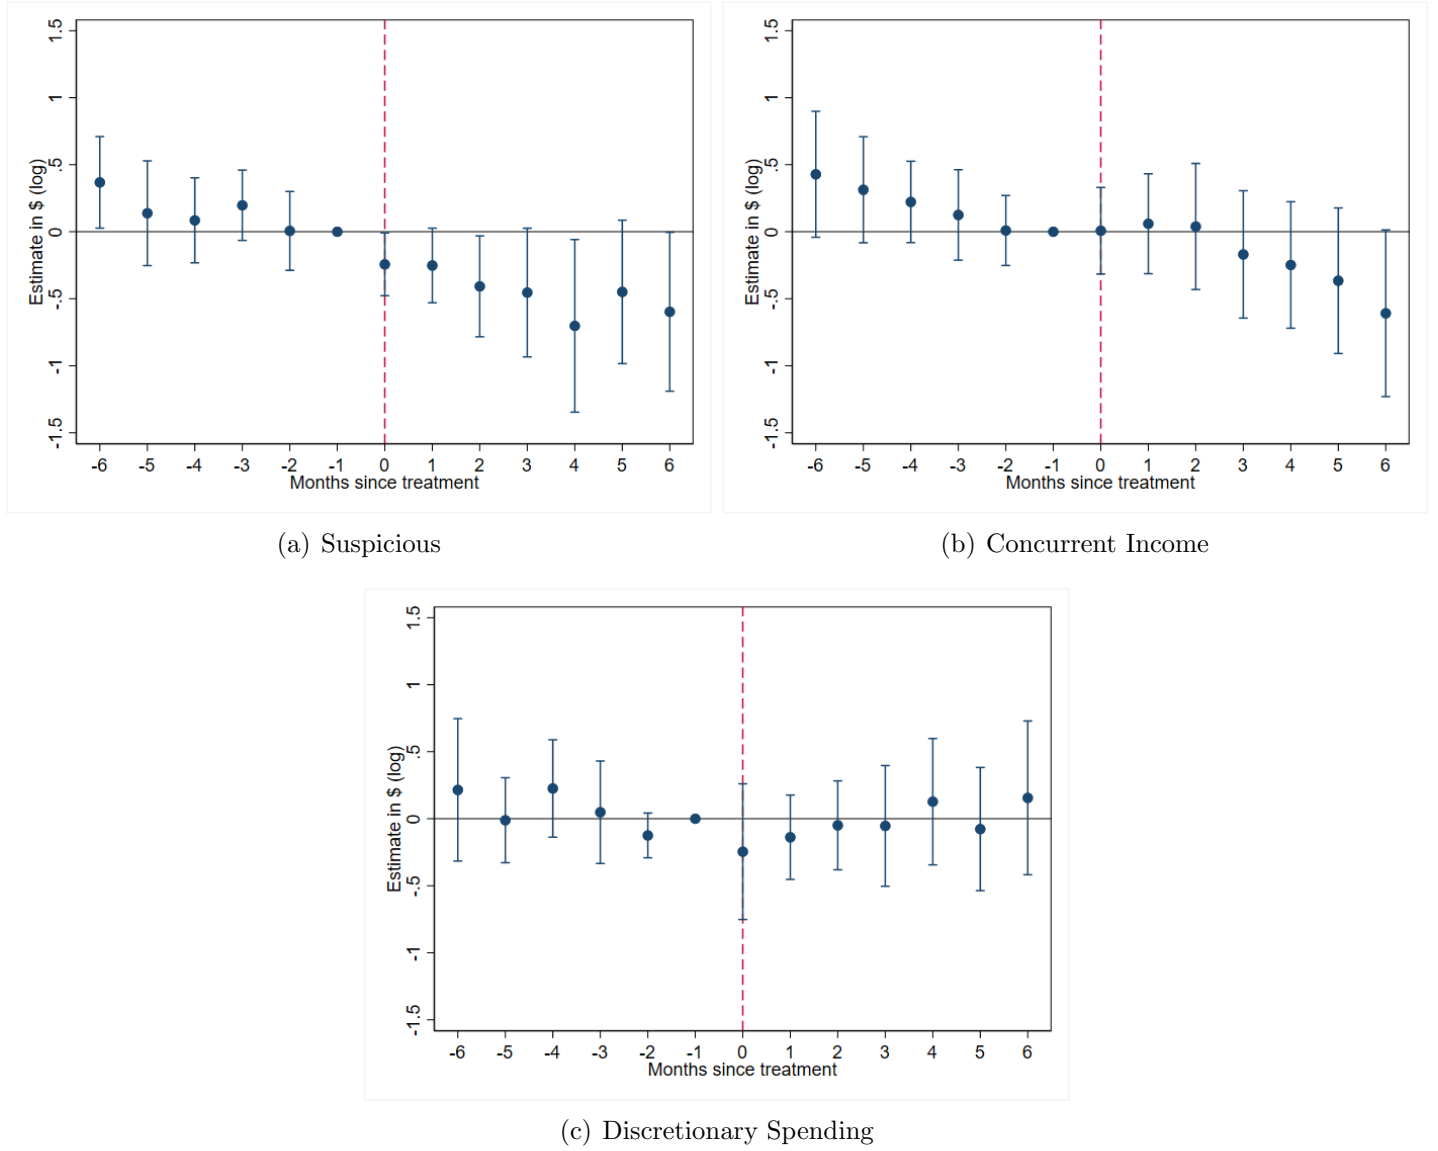 1.5
1
.5
0
-.5
-1
-1.5
Estimate in $ (log)
-6 -5 -4 -3 -2 -1 0 1 2 3 4 5 6
Months since treatment
(a) Suspicious
1.5
1
.5
0
-.5
-1
-1.5
Estimate in $ (log)
-6 -5 -4 -3 -2 -1 0 1 2 3 4 5 6
Months since treatment
(b) Concurrent Income
1.5
1
.5
0
-.5
-1
-1.5
Estimate in $ (log)
-6 -5 -4 -3 -2 -1 0 1 2 3 4 5 6
Months since treatment
(c) Discretionary Spending